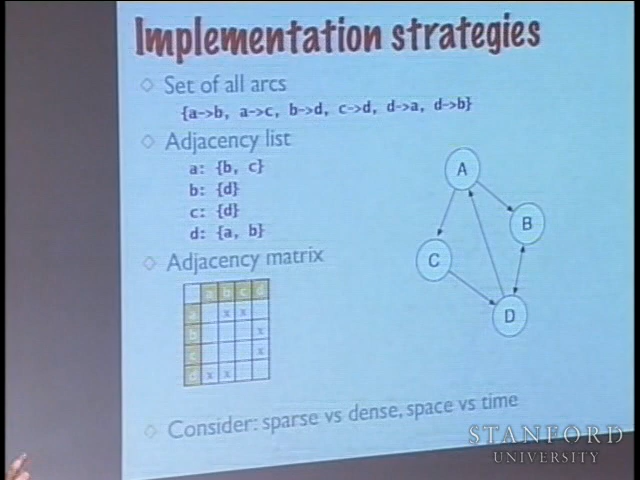 Implementation strategies
Set of all arcs
{a->b, a->c, b->d, c->d, d->a, d->b}
Adjacency list
a: {b, c}
b: {d}
c: {d}
d: {a, b}
Adjacency matrix
a b c d
a x x
b x
c x
d x x
A
B
C
D
Consider: sparse vs dense, space vs time
STANFORD
UNIVERSITY